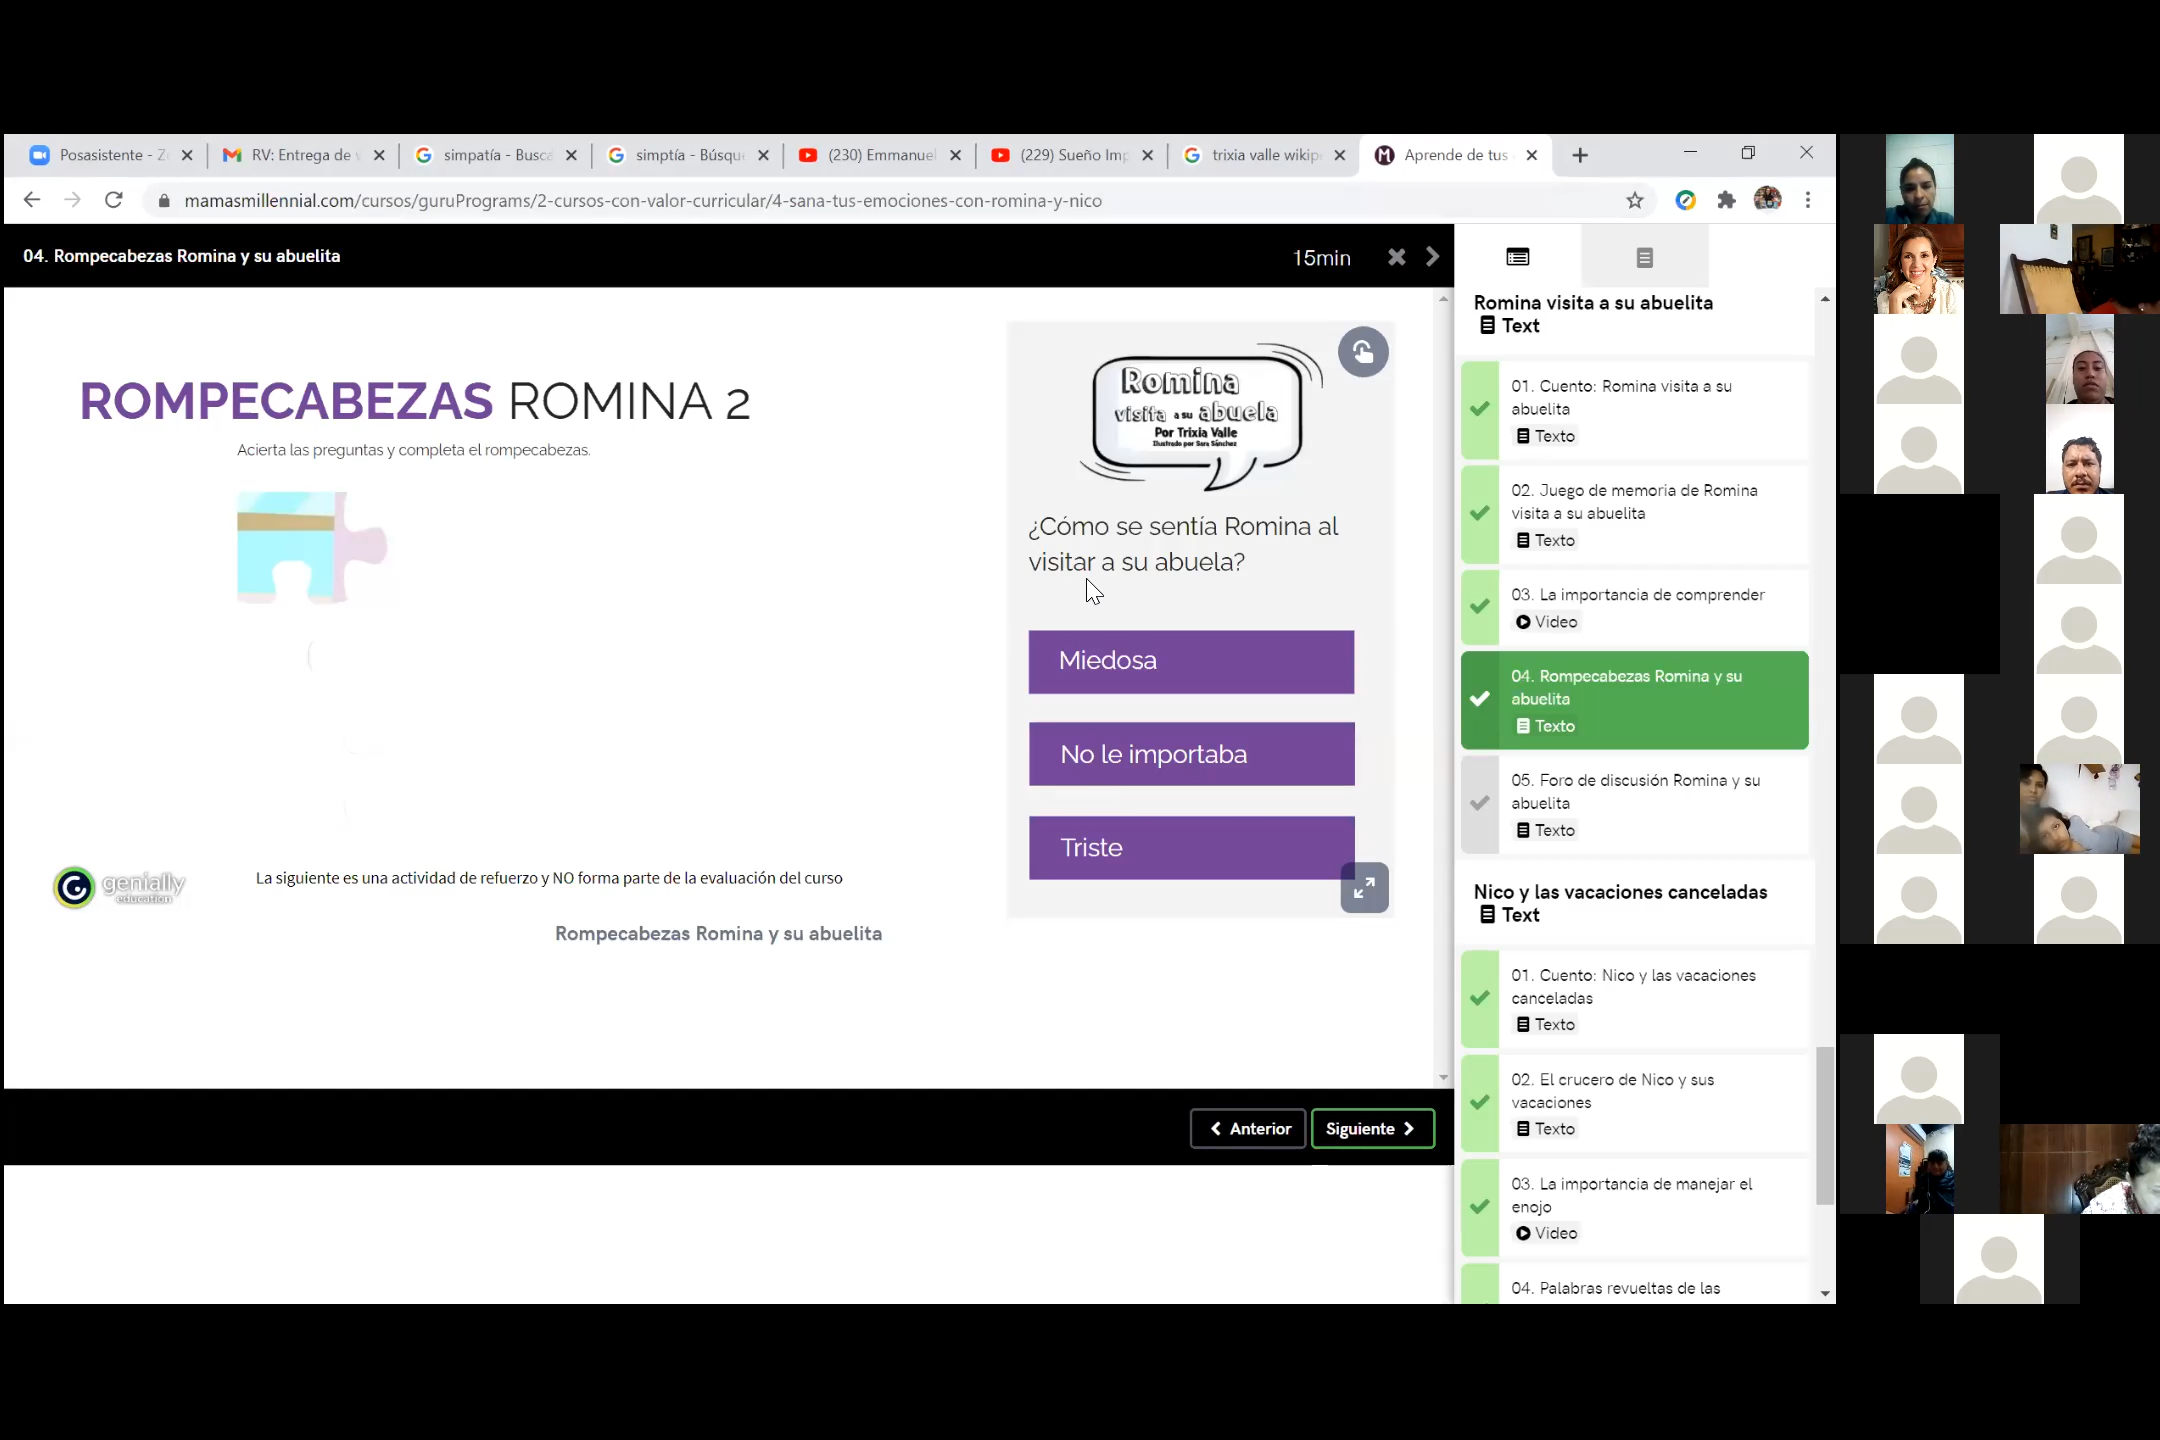 Posasistente - Z
RV: Entrega de
simpatía - Busca
simptía - Búsqu
(230) Emmanuel
(229) Sueño Imp
trixia valle wikip
Aprende de tus
mamasmillennial.com/cursos/guruPrograms/2-cursos-con-valor-curricular/4-sana-tus-emociones-con-romina-y-nico
04. Rompecabezas Romina y su abuelita
15min
ROMPECABEZAS ROMINA 2
Acierta las preguntas y completa el rompecabezas.
Romina
visita a su abuela
Por Trixia Valle
Ilustrado por Sara Sánchez
¿Cómo se sentía Romina al
visitar a su abuela?
Miedosa
No le importaba
Triste
genially
education
La siguiente es una actividad de refuerzo y NO forma parte de la evaluación del curso
Rompecabezas Romina y su abuelita
Anterior
Siguiente
Romina visita a su abuelita
Text
01. Cuento: Romina visita a su
abuelita
Texto
02. Juego de memoria de Romina
visita a su abuelita
Texto
03. La importancia de comprender
Video
04. Rompecabezas Romina y su
abuelita
Texto
05. Foro de discusión Romina y su
abuelita
Texto
Nico y las vacaciones canceladas
Text
01. Cuento: Nico y las vacaciones
canceladas
Texto
02. El crucero de Nico y sus
vacaciones
Texto
03. La importancia de manejar el
enojo
Video
04. Palabras revueltas de las